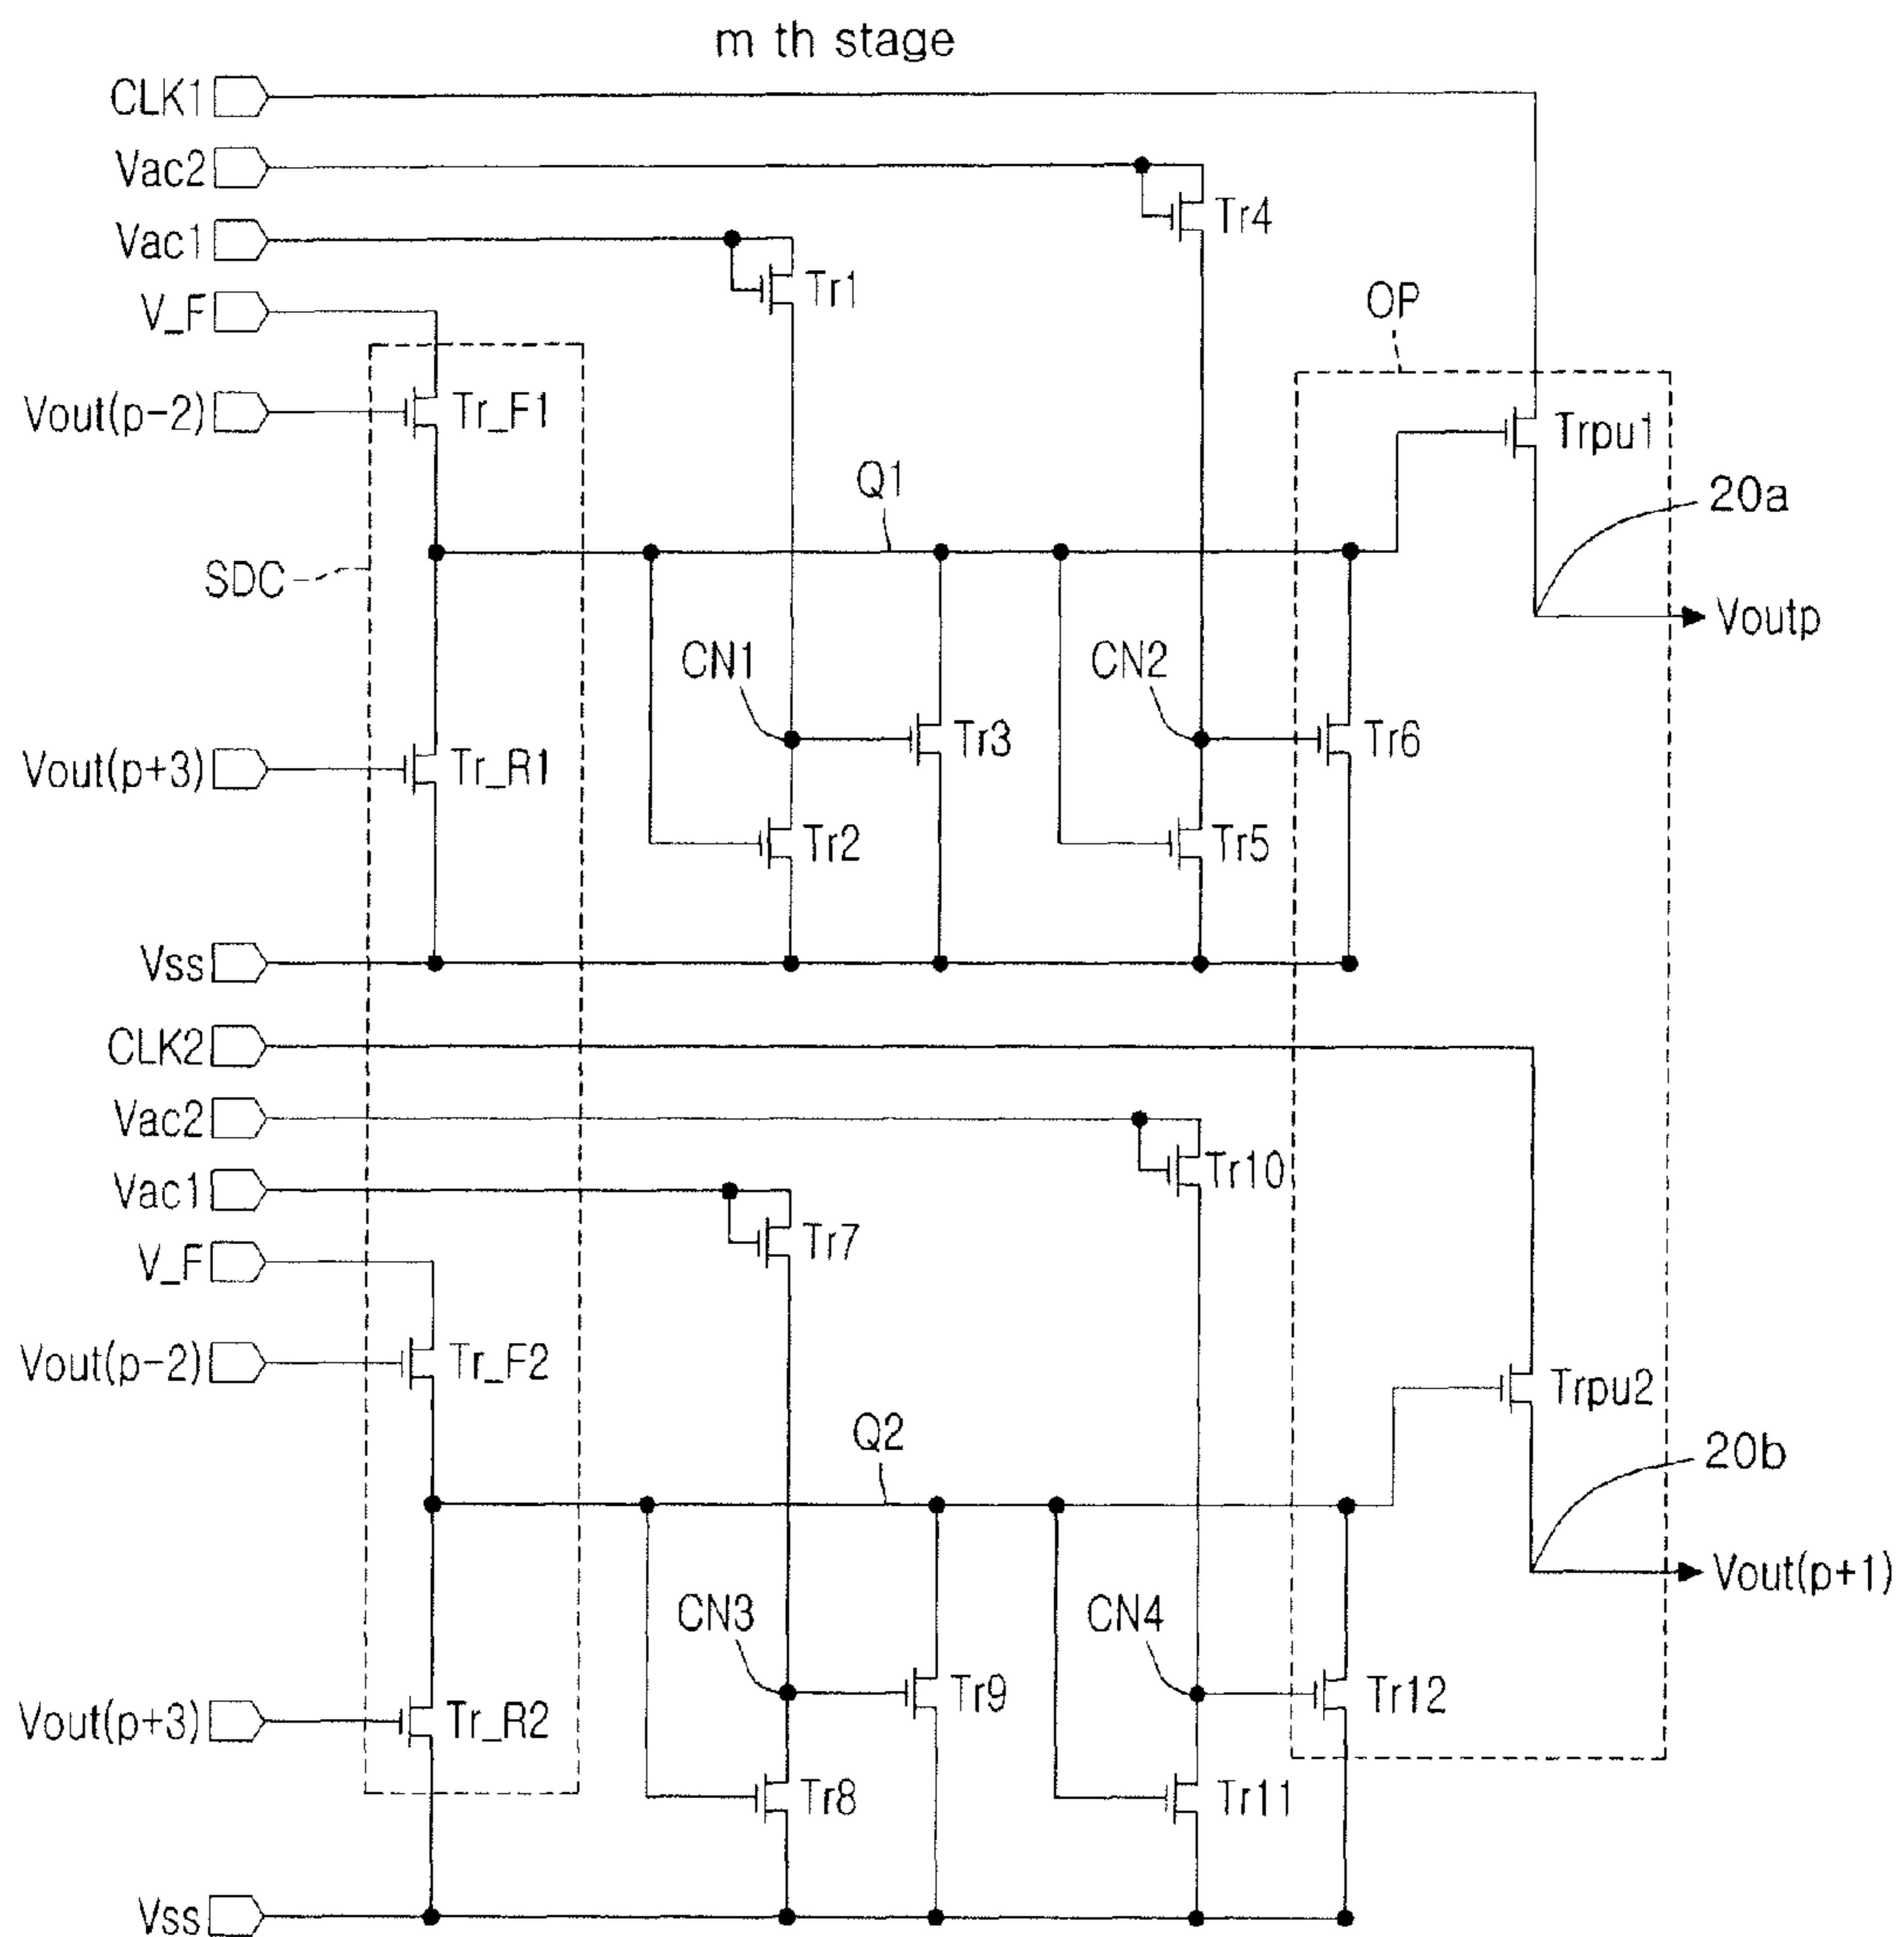 m th stage
CLK1
Vac2
Tr4
Vac1
Tr1
V_F
OP
Vout(p-2)
Tr_F1
Trpu1
Q1
20a
SDC
Voutp
CN1
CN2
Tr3
Tr6
Vout(p+3)
Tr_R1
Tr2
Tr5
Vss
CLK2
Vac2
Tr10
Vac1
Tr7
V_F
Vout(p-2)
Tr_F2
Trpu2
Q2
20b
Vout(p+1)
CN3
CN4
Tr9
Tr12
Vout(p+3)
Tr_R2
Tr8
Tr11
Vss